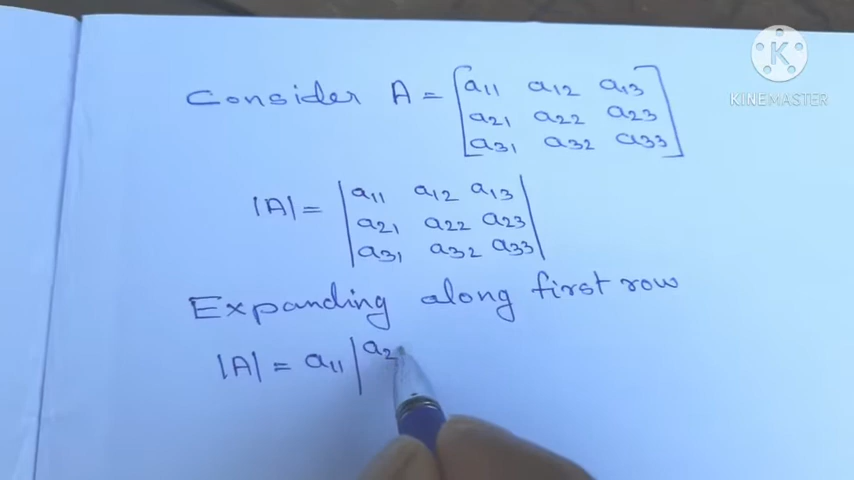 Consider A = [a11 a12 a13
a21 a22 a23
a31 a32 a33]
|A| = |a11 a12 a13
a21 a22 a23
a31 a32 a33|
Expanding along first row
|A| = a11 |a2
K
KINEMASTER